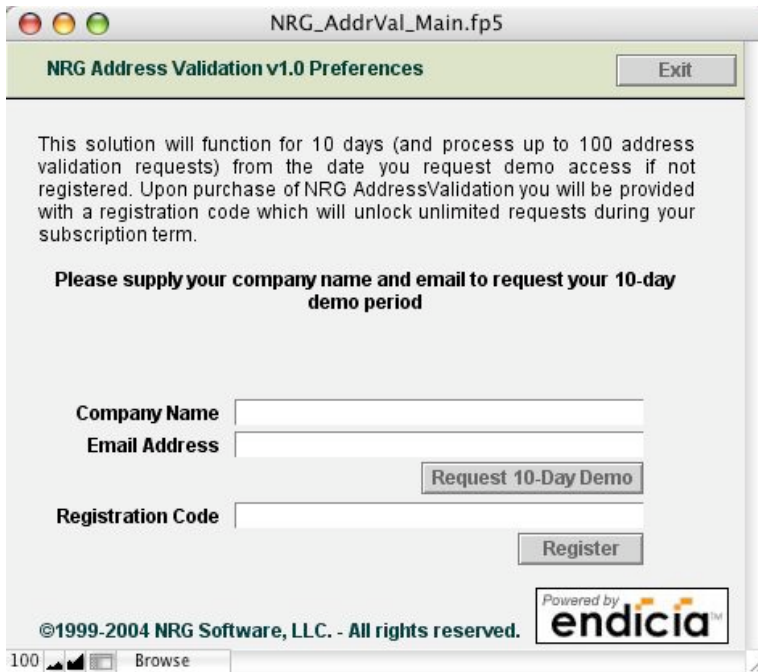 NRG_AddrVal_Main.fp5
NRG Address Validation v1.0 Preferences
Exit
This solution will function for 10 days (and process up to 100 address
validation requests) from the date you request demo access if not
registered. Upon purchase of NRG AddressValidation you will be provided
with a registration code which will unlock unlimited requests during your
subscription term.
Please supply your company name and email to request your 10-day
demo period
Company Name
Email Address
Request 10-Day Demo
Registration Code
Register
©1999-2004 NRG Software, LLC. - All rights reserved.
Powered by
endicia™
100
Browse